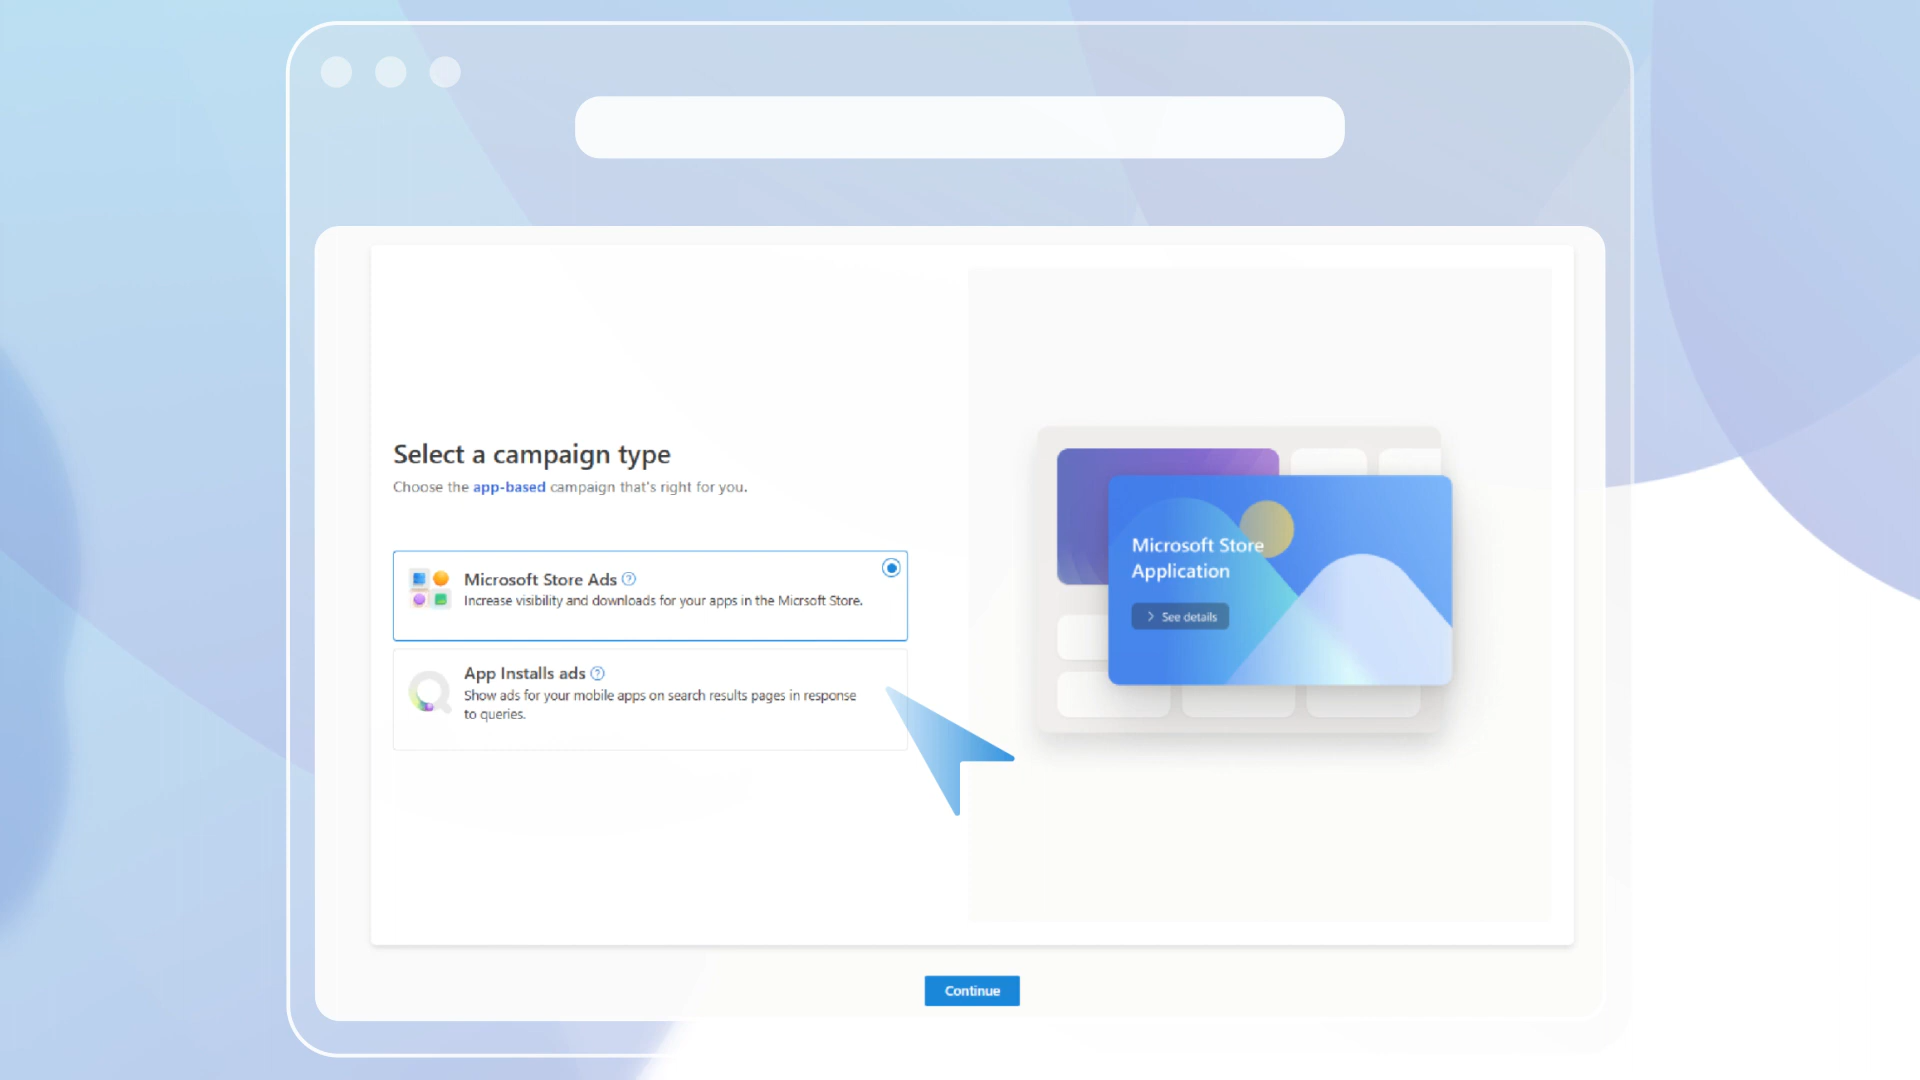 Select a campaign type
Choose the app-based campaign that's right for you.
Microsoft Store Ads
Increase visibility and downloads for your apps in the Micrsoft Store.
App Installs ads
Show ads for your mobile apps on search results pages in response
to queries.
Microsoft Store
Application
See details
Continue